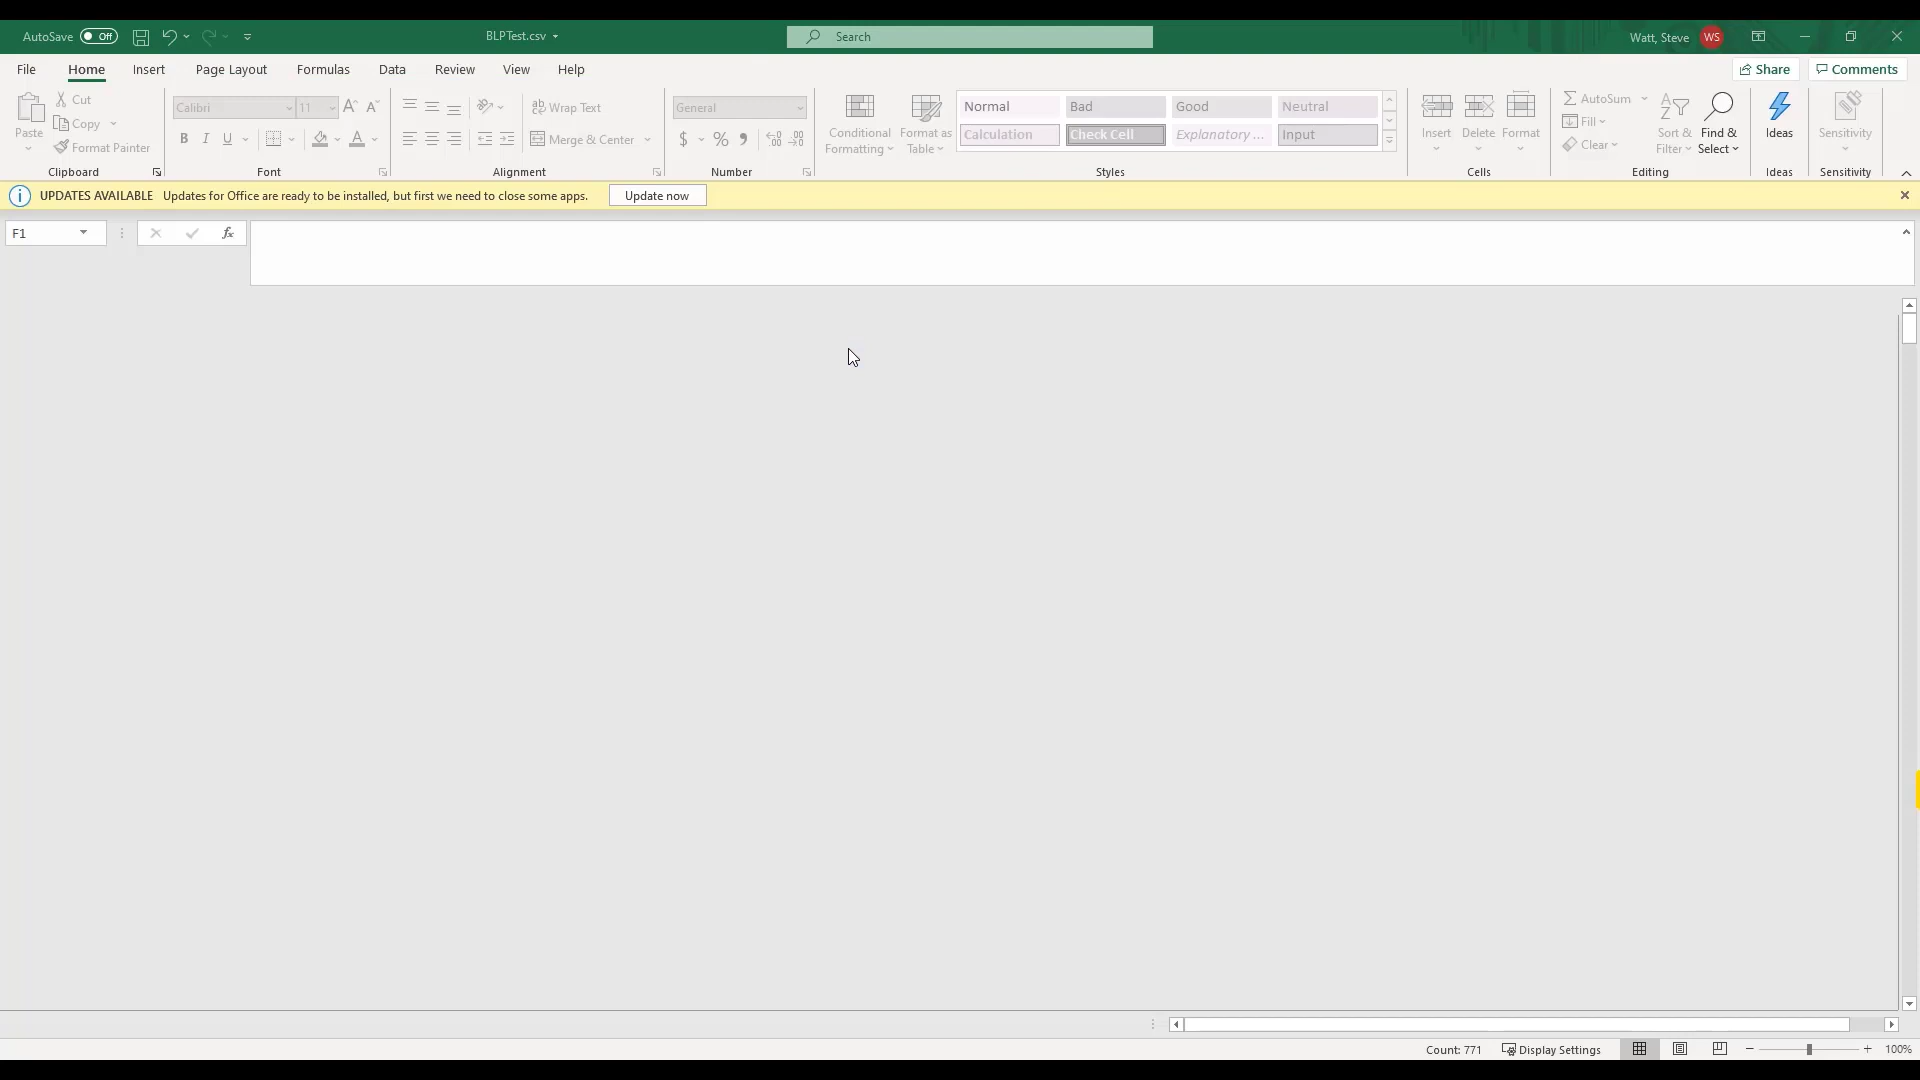 AutoSave Off BLPTest.csv Search Watt, Steve WS
File Home Insert Page Layout Formulas Data Review View Help Share Comments
Paste Cut Copy Format Painter
Clipboard
Calibri 11 A A
B I U A
Font
Wrap Text
Merge & Center
Alignment
General
$ % 9
Number
Conditional Formatting
Format as Table
Normal Bad Good Neutral
Calculation Check Cell Explanatory ... Input
Styles
Insert Delete Format
Cells
AutoSum
Fill
Clear
Sort & Filter
Find & Select
Editing
Ideas
Ideas
Sensitivity
Sensitivity
UPDATES AVAILABLE Updates for Office are ready to be installed, but first we need to close some apps. Update now
F1 fx
Count: 771 Display Settings 100%